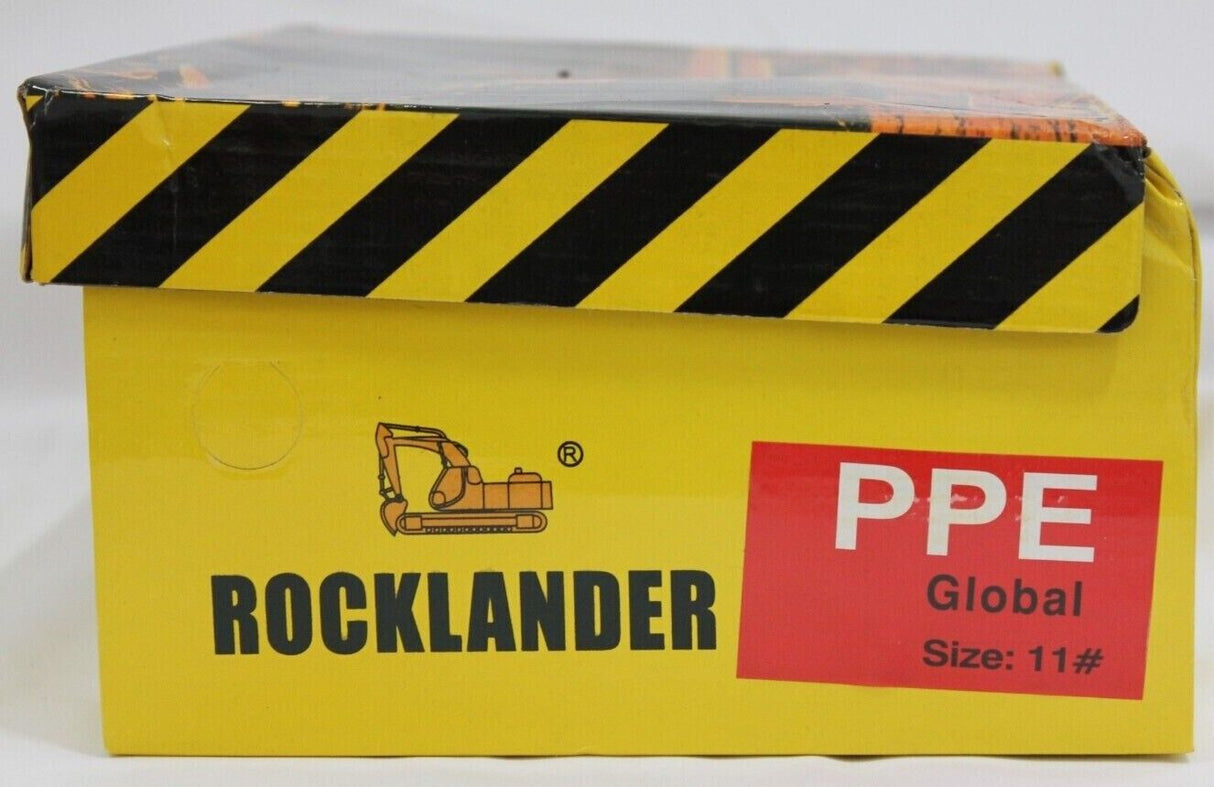 ®
ROCKLANDER
PPE
Global
Size: 11#